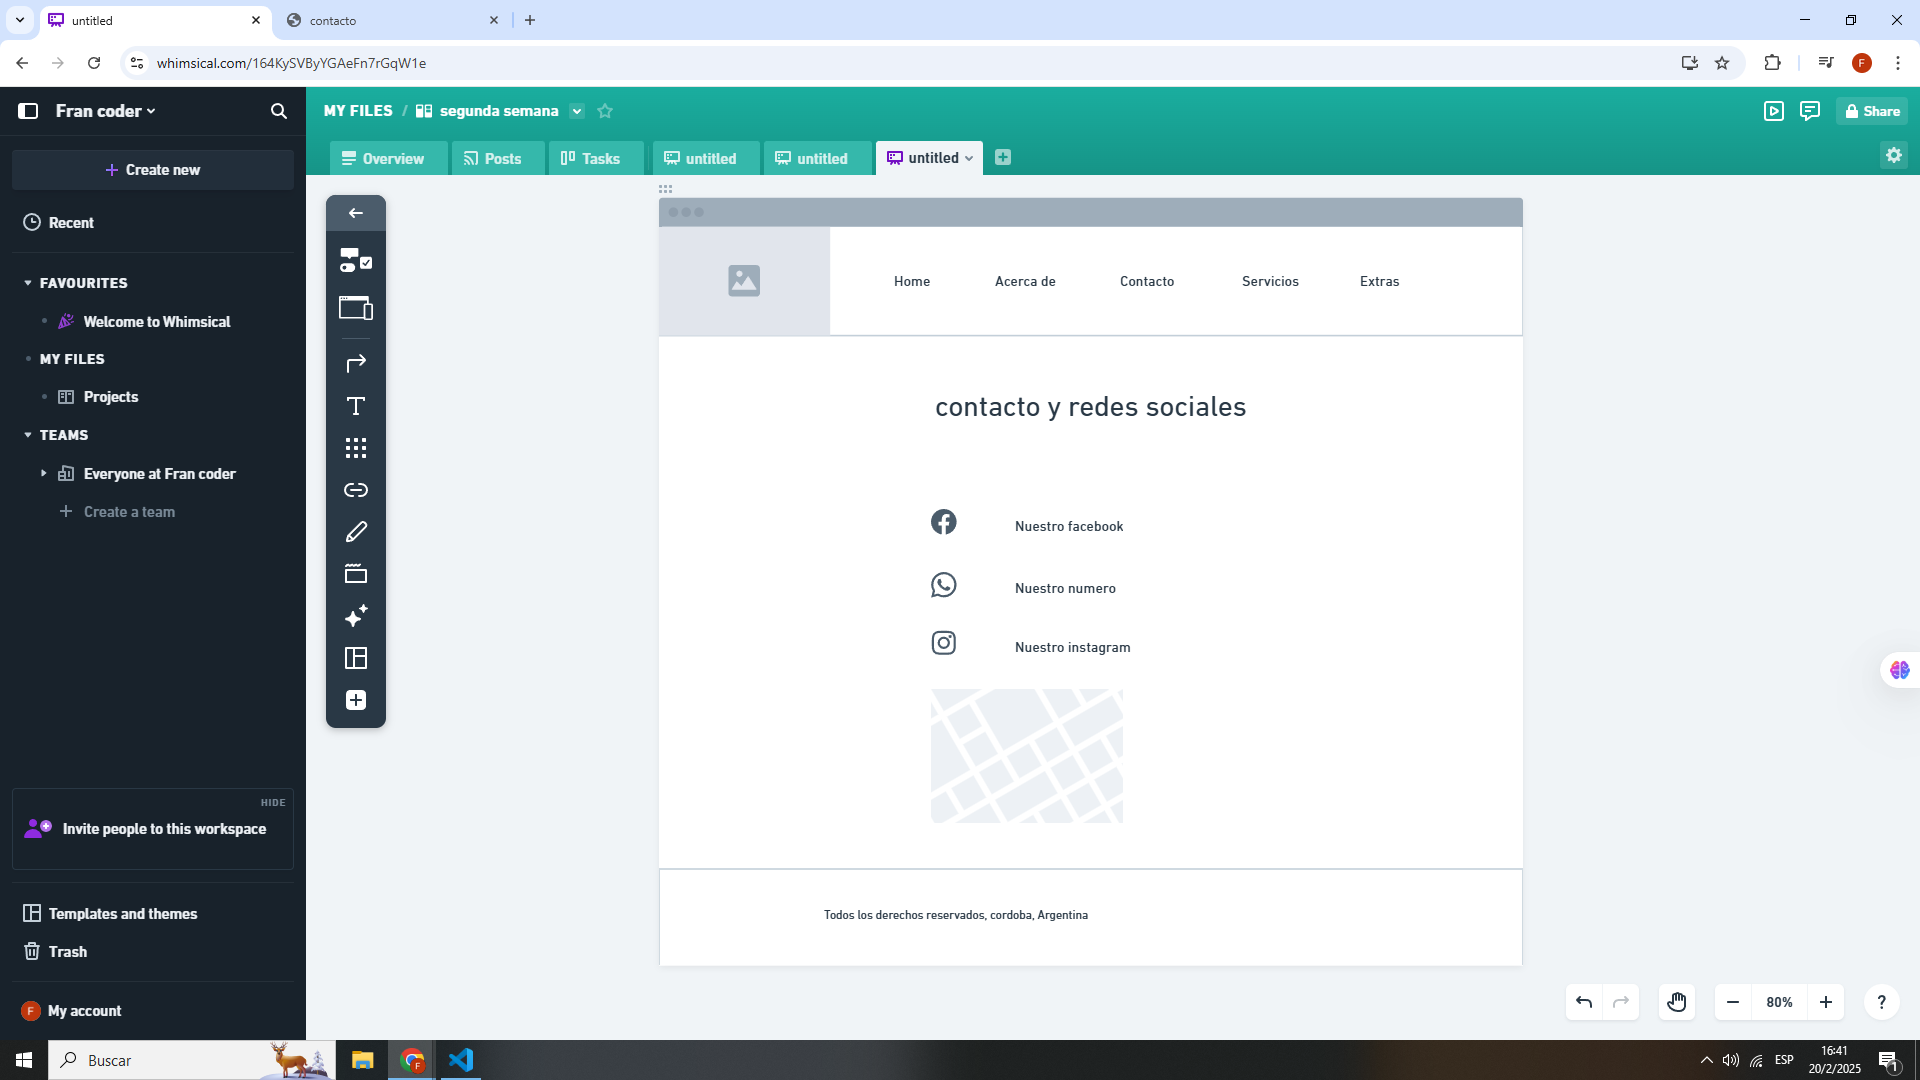 untitled
contacto
whimsical.com/164KySVByYGAeFn7rGqW1e
F
Fran coder
MY FILES / segunda semana
Share
Overview
Posts
Tasks
untitled
untitled
untitled
Create new
Recent
FAVOURITES
Welcome to Whimsical
MY FILES
Projects
TEAMS
Everyone at Fran coder
Create a team
HIDE
Invite people to this workspace
Templates and themes
Trash
F
My account
Home
Acerca de
Contacto
Servicios
Extras
contacto y redes sociales
Nuestro facebook
Nuestro numero
Nuestro instagram
Todos los derechos reservados, cordoba, Argentina
80%
?
Buscar
F
ESP
16:41
20/2/2025
1